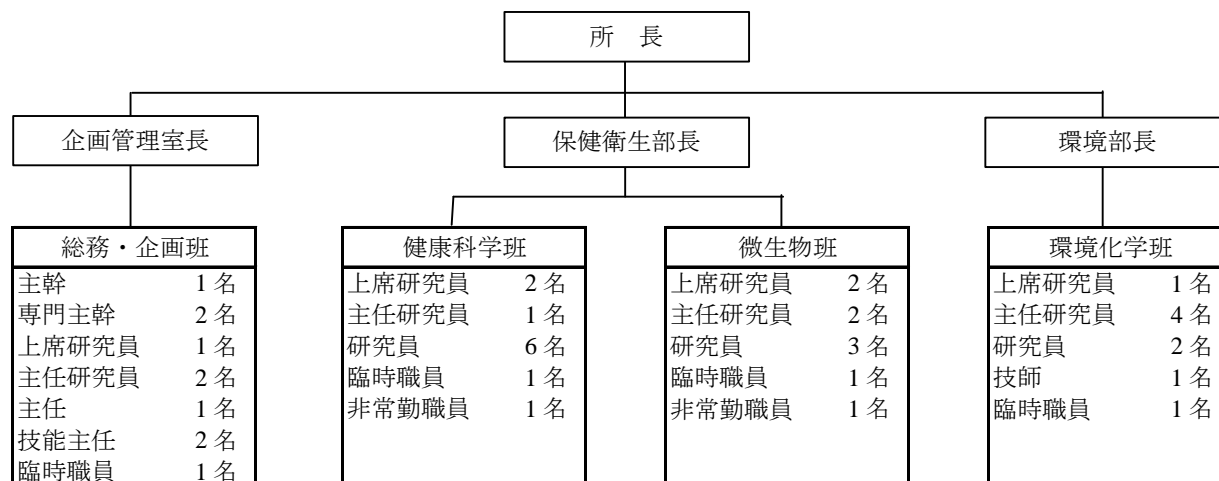 所 長
企画管理室長
保健衛生部長
環境部長
総務・企画班
主幹 1 名
専門主幹 2 名
上席研究員 1 名
主任研究員 2 名
主任 1 名
技能主任 2 名
臨時職員 1 名
健康科学班
上席研究員 2 名
主任研究員 1 名
研究員 6 名
臨時職員 1 名
非常勤職員 1 名
微生物班
上席研究員 2 名
主任研究員 2 名
研究員 3 名
臨時職員 1 名
非常勤職員 1 名
環境化学班
上席研究員 1 名
主任研究員 4 名
研究員 2 名
技師 1 名
臨時職員 1 名